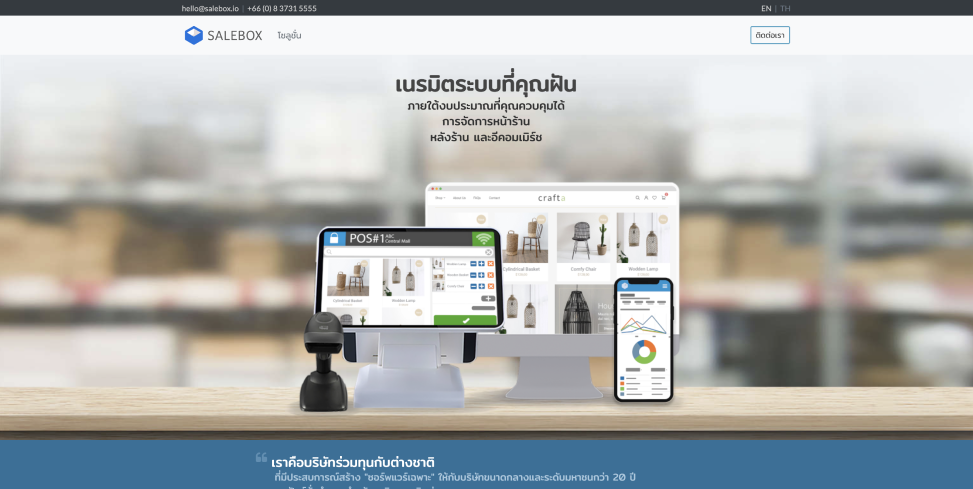 hello@salebox.io | +66 (0) 8 3731 5555
EN | TH
SALEBOX
โซลูชั่น
ติดต่อเรา
เนรมิตระบบที่คุณฝัน
ภายใต้งบประมาณที่คุณควบคุมได้
การจัดการหน้าร้าน
หลังร้าน และอีคอมเมิร์ซ
Shop
About Us
FAQs
Contact
crafto
POS#1 ABC
Central Mall
Wooden Lamp
Comfy Chair
Cylindrical Basket
Wodden Lamp
Cylindrical Basket
Comfy Chair
Wodden Lamp
เราคือบริษัทร่วมทุนกับต่างชาติ
ที่มีประสบการณ์สร้าง "ซอร์ฟแวร์เฉพาะ" ให้กับบริษัทขนาดกลางและระดับมหาชนกว่า 20 ปี